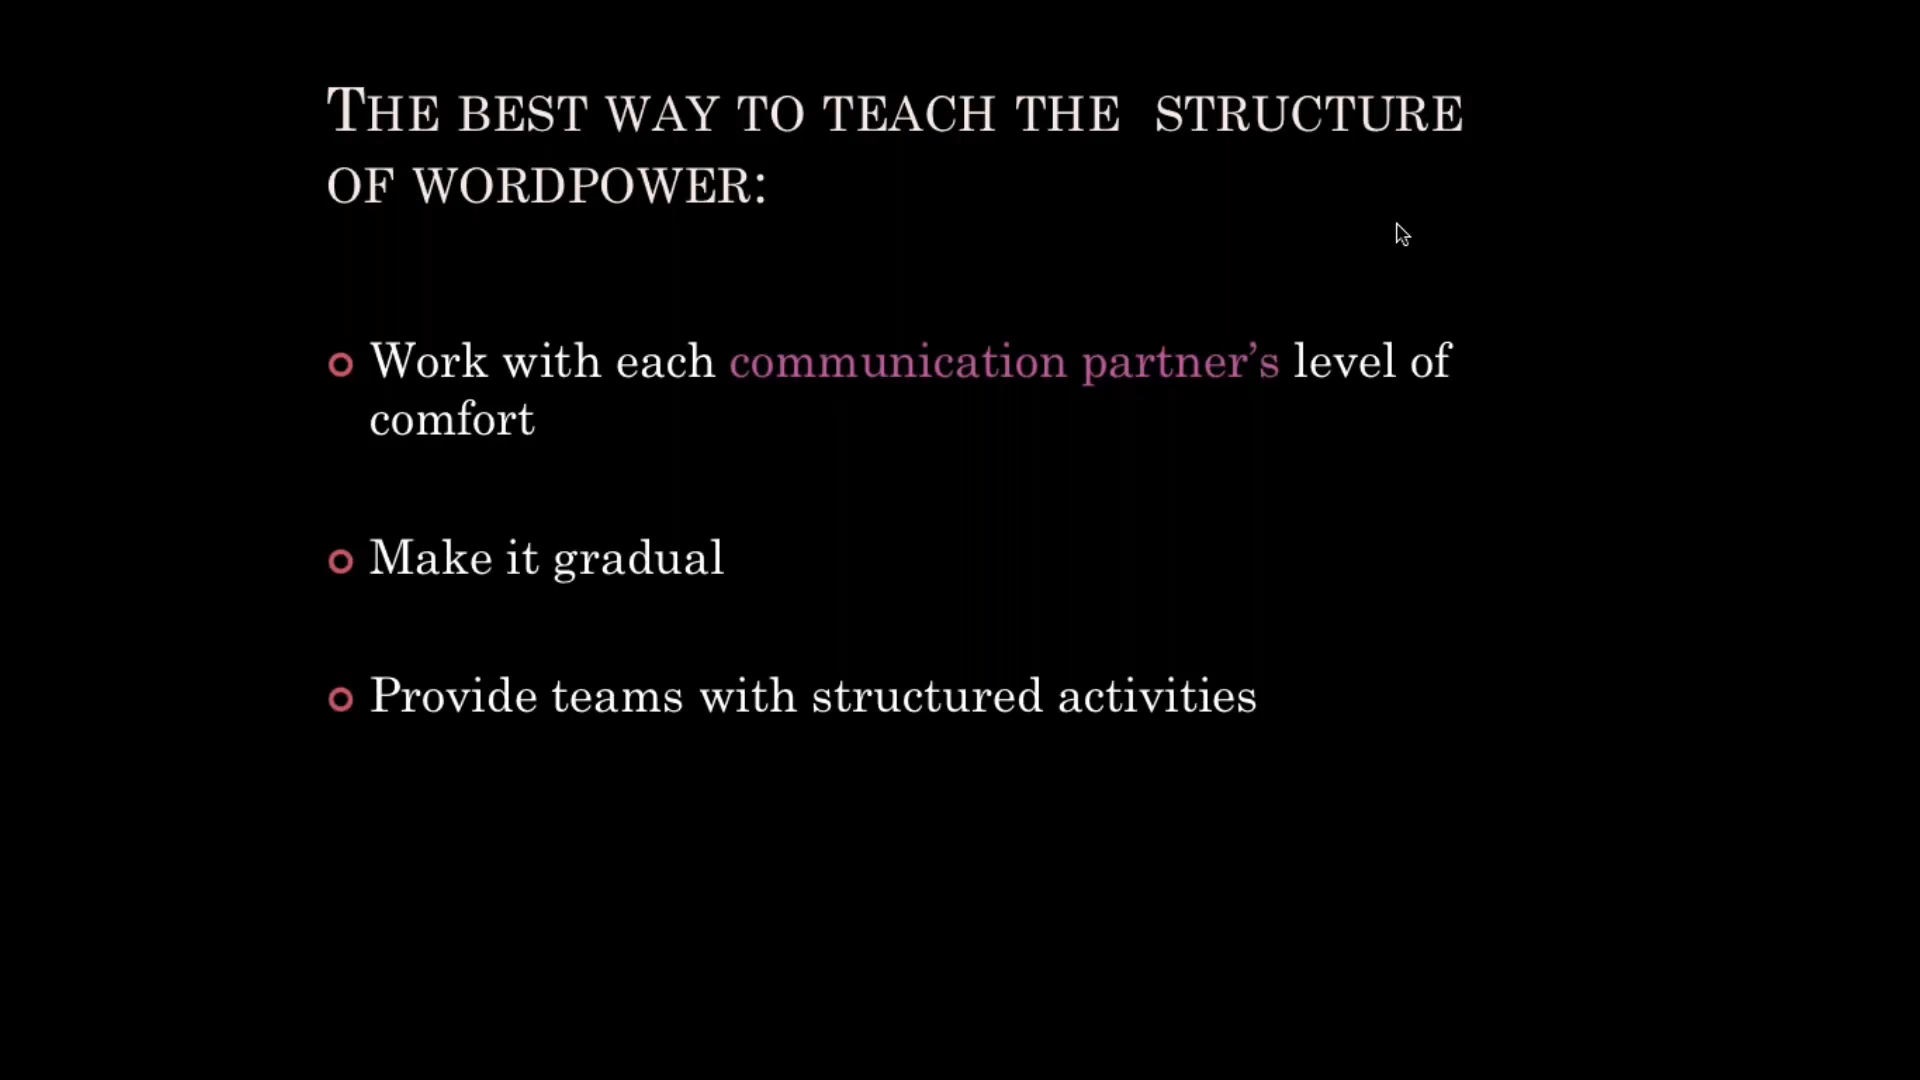 THE BEST WAY TO TEACH THE STRUCTURE
OF WORDPOWER:
Work with each communication partner's level of
comfort
Make it gradual
Provide teams with structured activities